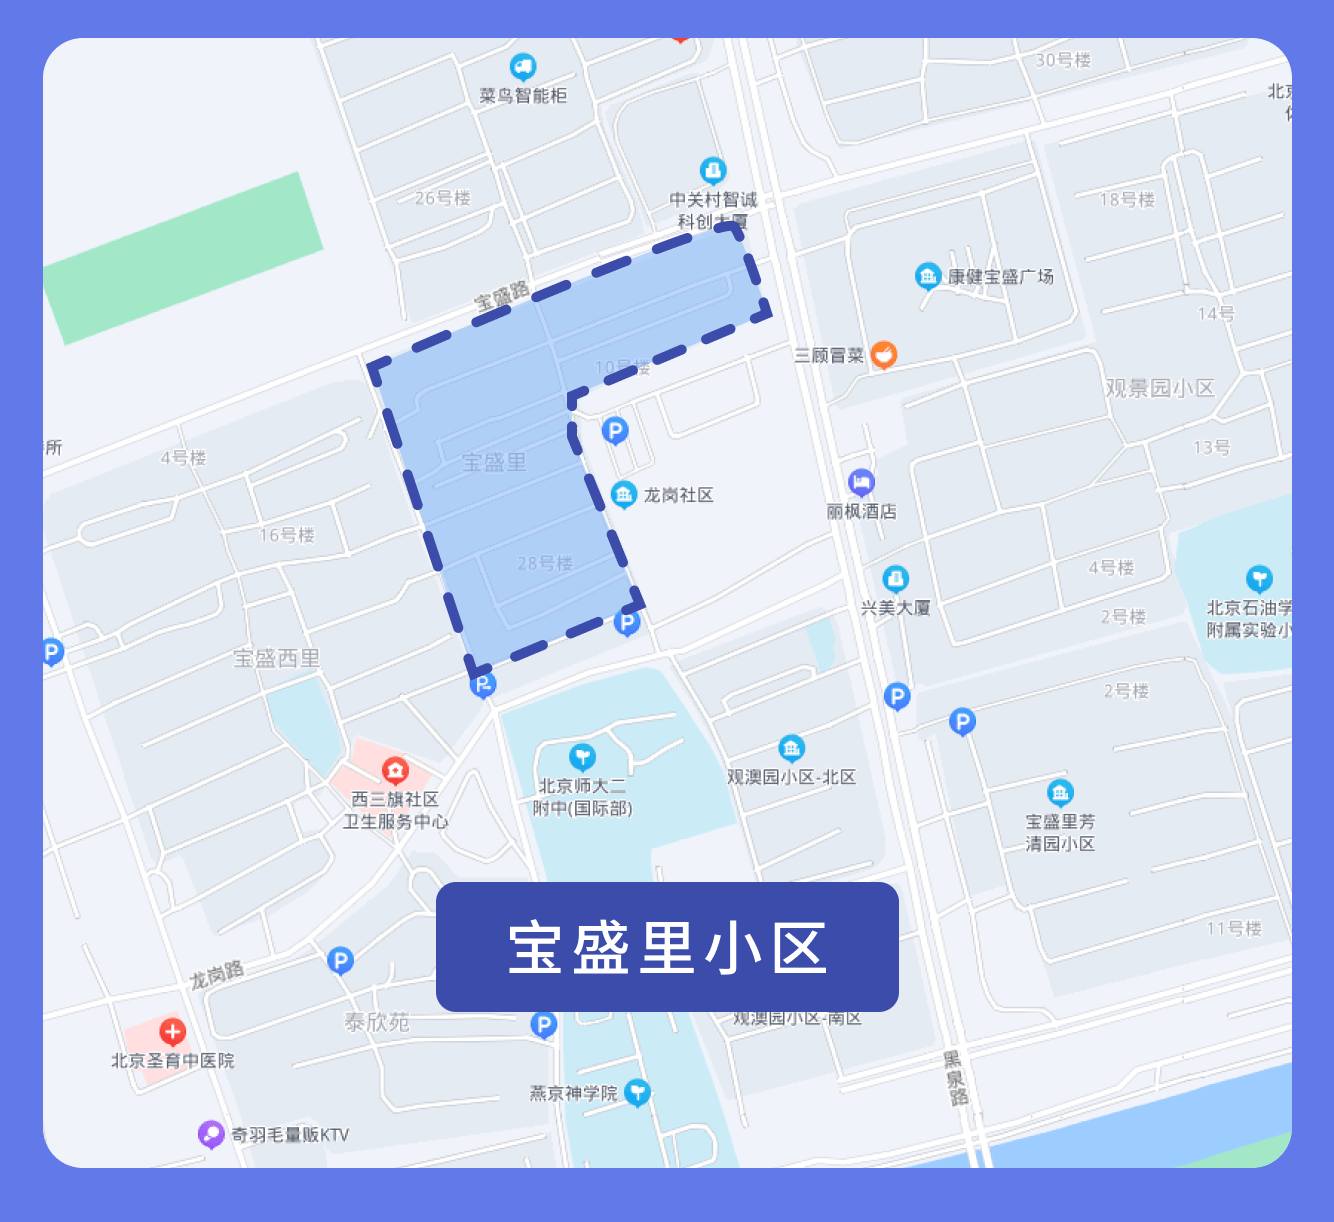 30号楼
菜鸟智能柜
北京
体
26号楼
中关村智诚
科创大厦
18号楼
康健宝盛广场
宝盛路
14号
三顾冒菜
10号楼
观景园小区
P
所
4号楼
宝盛里
13号
龙岗社区
丽枫酒店
16号楼
28号楼
4号楼
兴美大厦
北京石油学
附属实验小
2号楼
P
P
宝盛西里
P
2号楼
P
P
观澳园小区-北区
北京师大二
附中(国际部)
西三旗社区
卫生服务中心
宝盛里芳
清园小区
11号楼
宝盛里小区
龙岗路
P
泰欣苑
P
观澳园小区-南区
北京圣育中医院
黑泉路
燕京神学院
奇羽毛量贩KTV